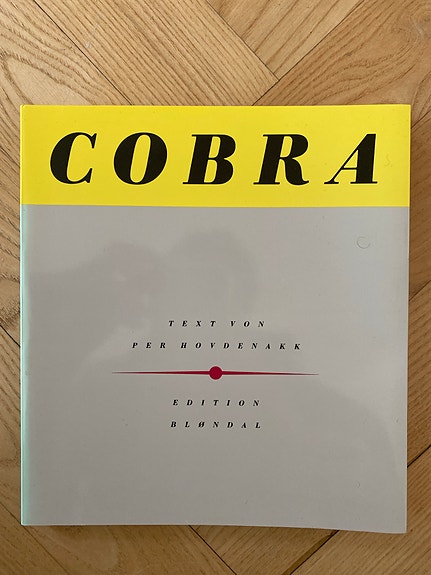 COBRA
TEXT VON
PER HOVDENAKK
EDITION
BLØNDAL